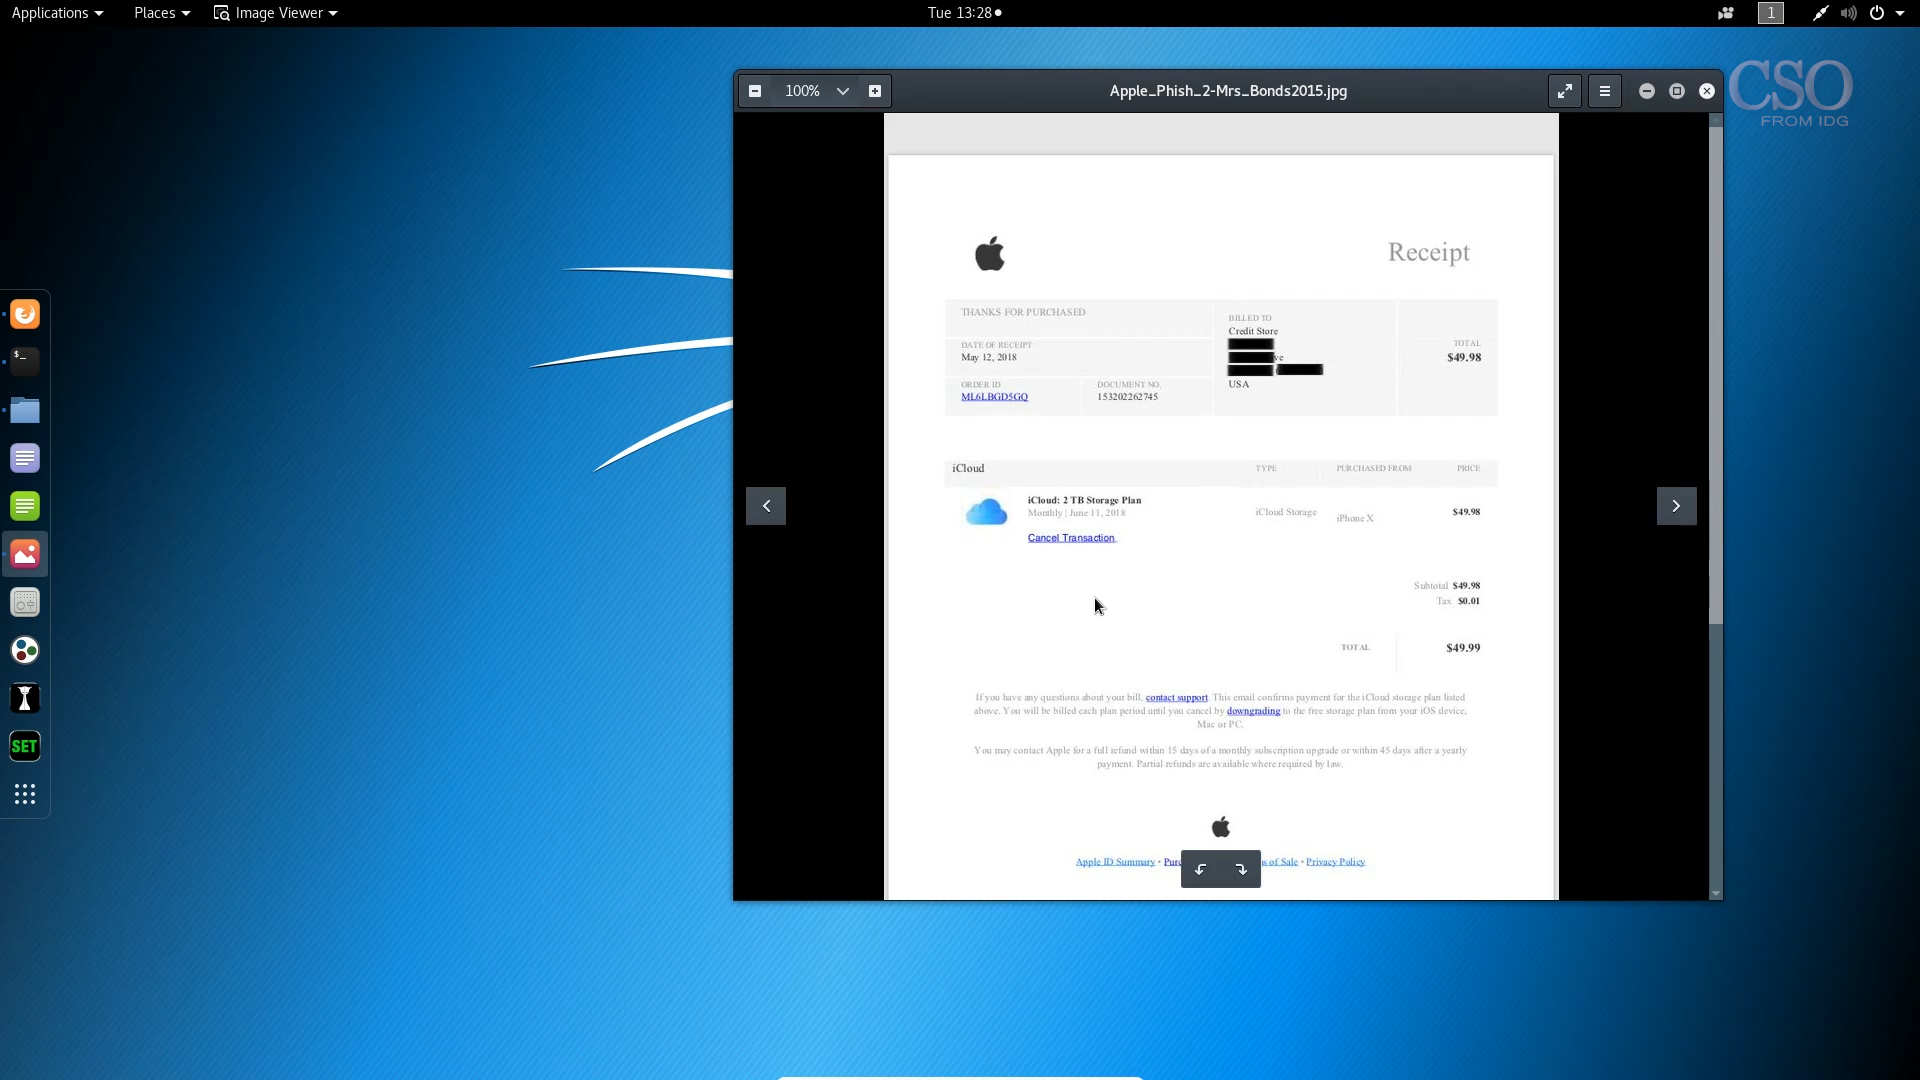 Applications Places Image Viewer Tue 13:28 1
100% Apple_Phish_2-Mrs_Bonds2015.jpg
CSO
FROM IDG
Receipt
THANKS FOR PURCHASED
DATE OF RECEIPT
May 12, 2018
ORDER ID
ML6LBGD5GQ
DOCUMENT NO.
153202262745
BILLED TO
Credit Store
ve
USA
TOTAL
$49.98
iCloud TYPE PURCHASED FROM PRICE
iCloud: 2 TB Storage Plan
Monthly | June 11, 2018
iCloud Storage iPhone X $49.98
Cancel Transaction
Subtotal $49.98
Tax $0.01
TOTAL $49.99
If you have any questions about your bill, contact support. This email confirms payment for the iCloud storage plan listed
above. You will be billed each plan period until you cancel by downgrading to the free storage plan from your iOS device,
Mac or PC.
You may contact Apple for a full refund within 15 days of a monthly subscription upgrade or within 45 days after a yearly
payment. Partial refunds are available where required by law.
Apple ID Summary • Purc s of Sale • Privacy Policy
$_
SET